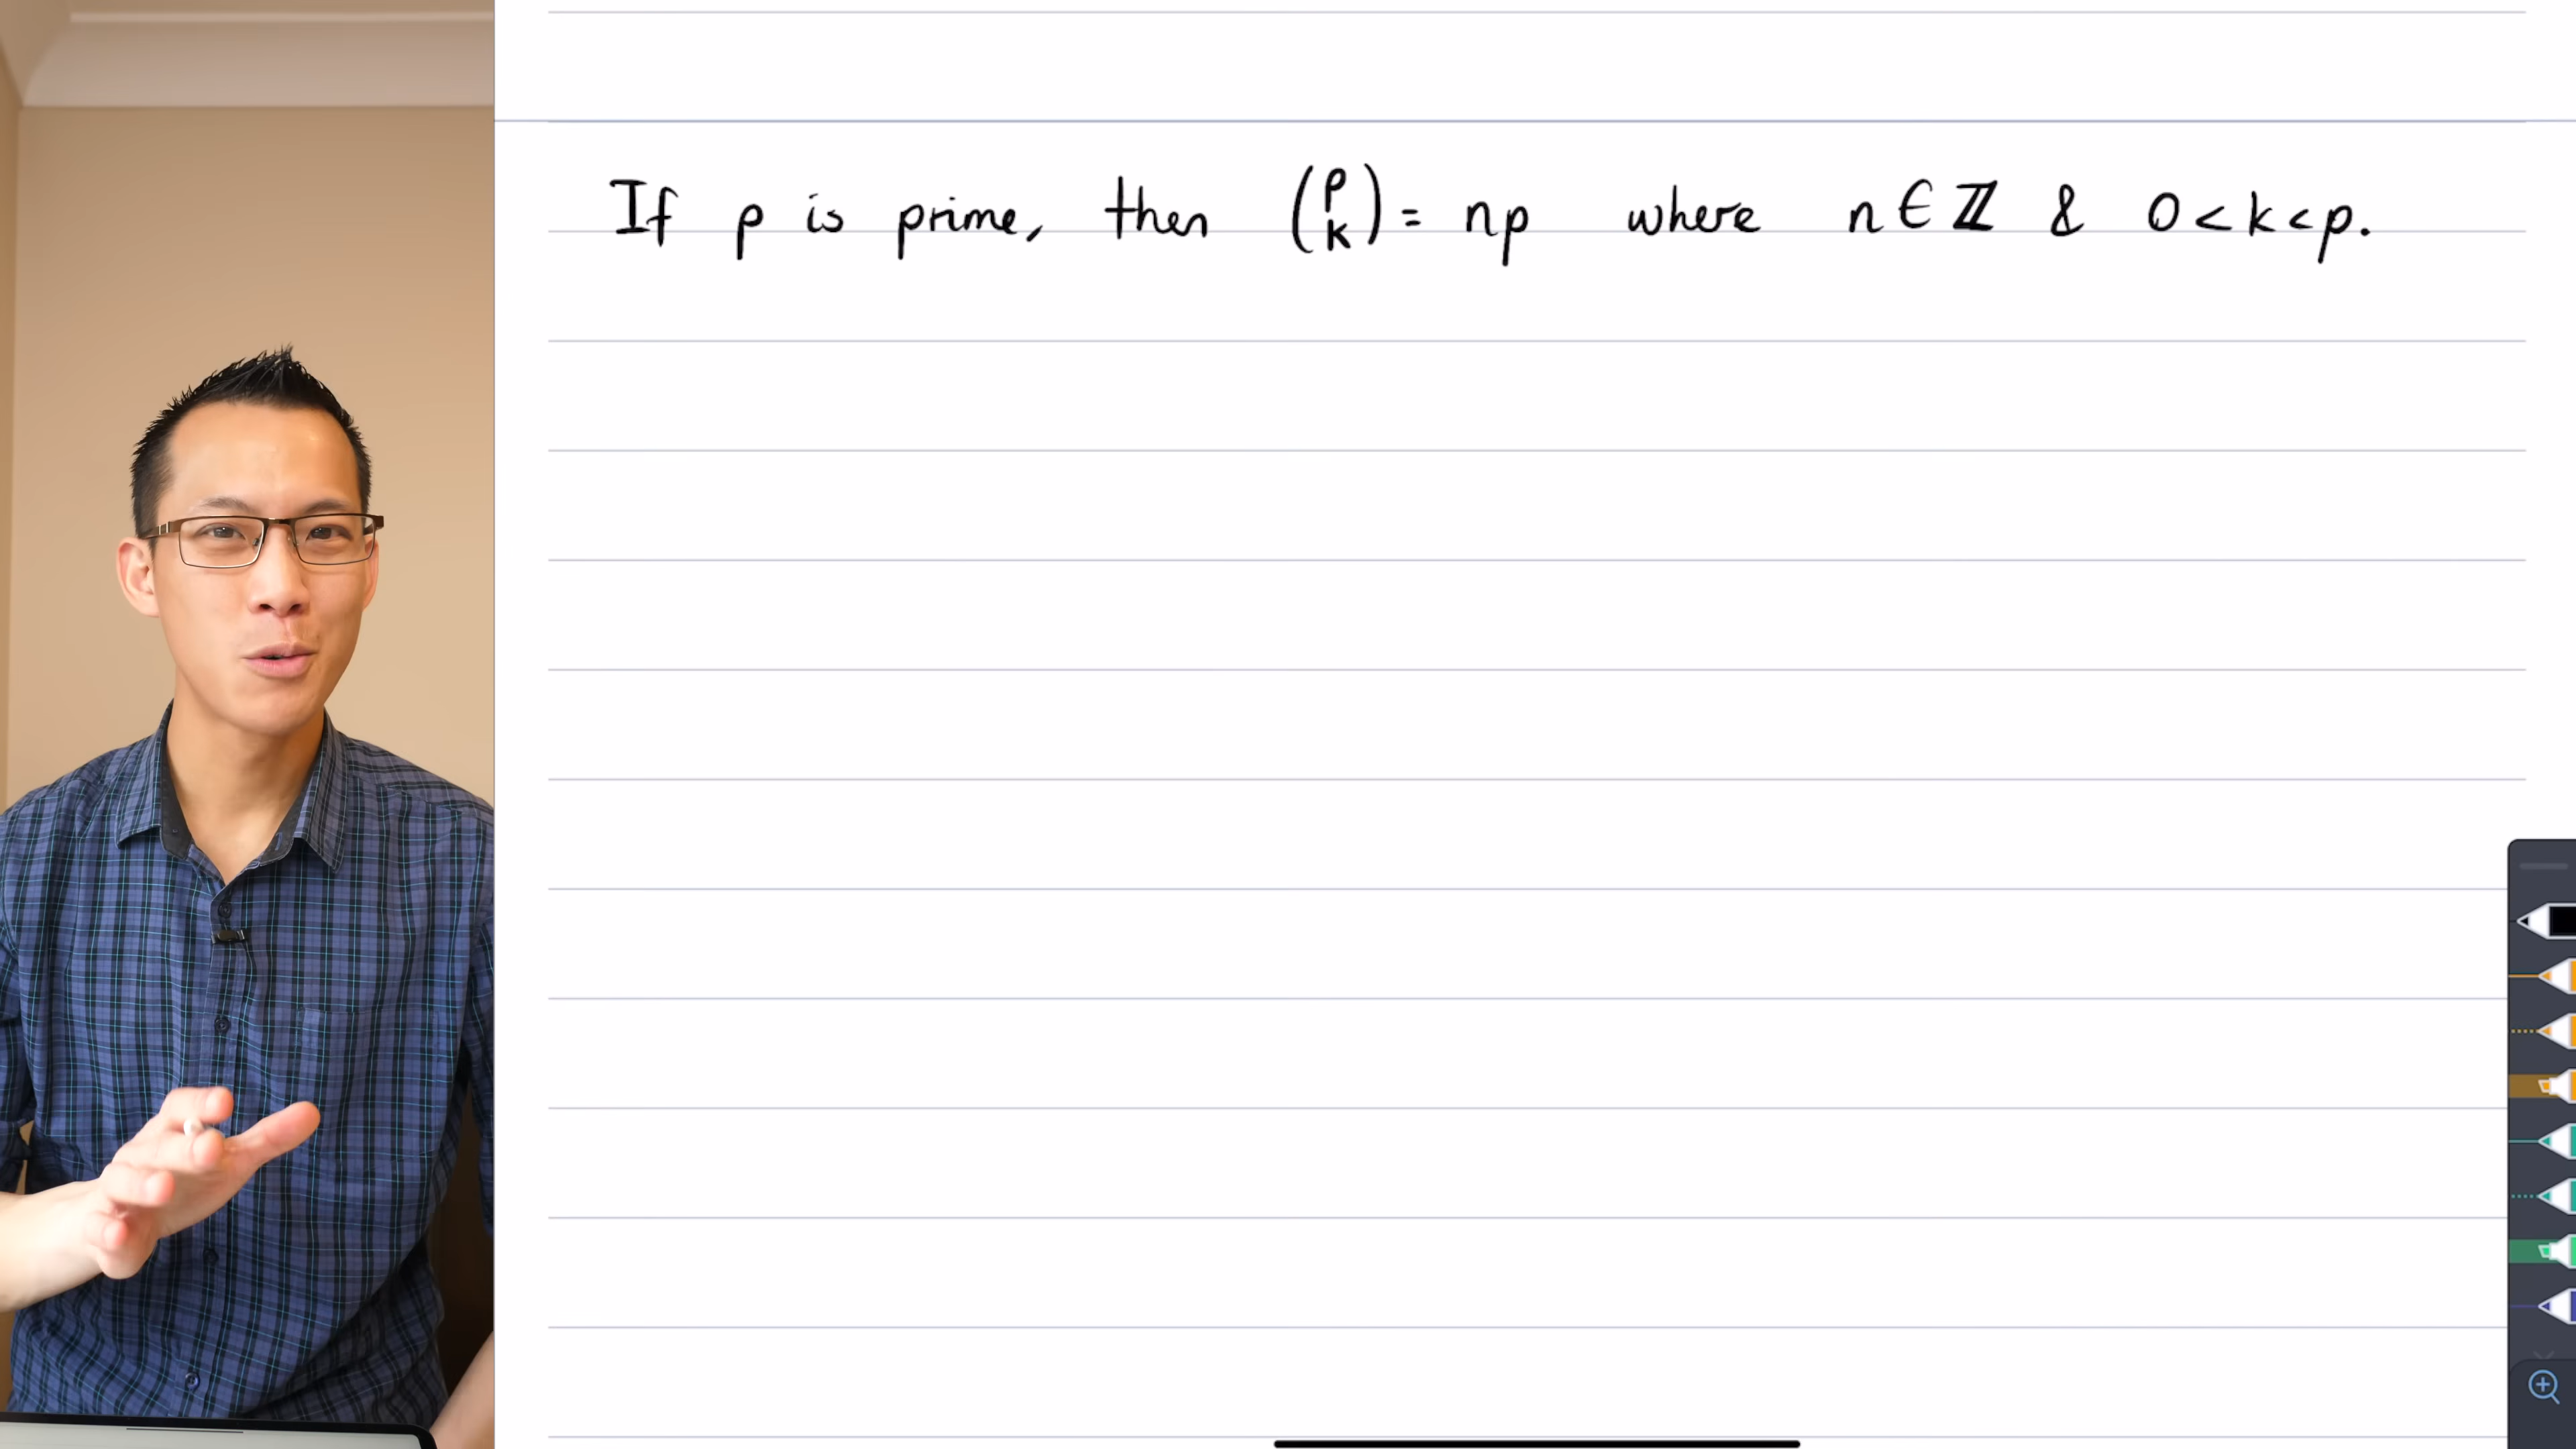 If p is prime, then (p k) = np where n ∈ ℤ & 0 < k < p.